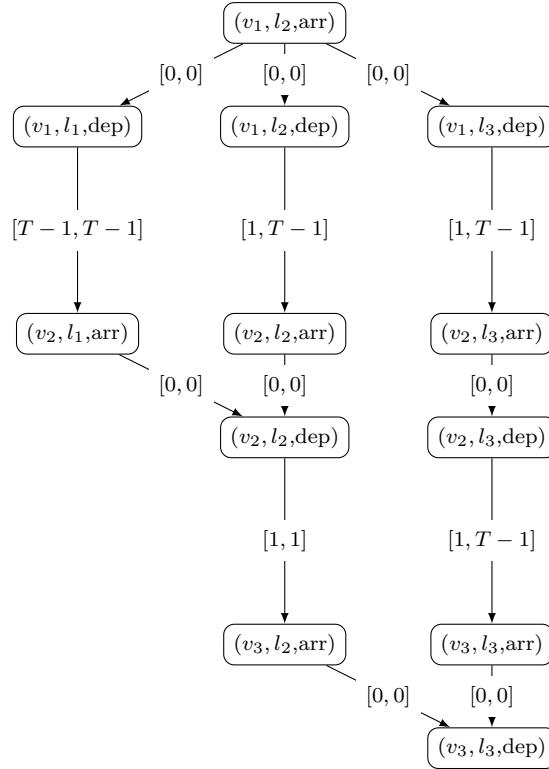 (v₁, l₂,arr)
[0, 0] [0, 0] [0, 0]
(v₁, l₁,dep) (v₁, l₂,dep) (v₁, l₃,dep)
[T − 1, T − 1] [1, T − 1] [1, T − 1]
(v₂, l₁,arr) (v₂, l₂,arr) (v₂, l₃,arr)
[0, 0] [0, 0] [0, 0]
(v₂, l₂,dep) (v₂, l₃,dep)
[1, 1] [1, T − 1]
(v₃, l₂,arr) (v₃, l₃,arr)
[0, 0] [0, 0]
(v₃, l₃,dep)